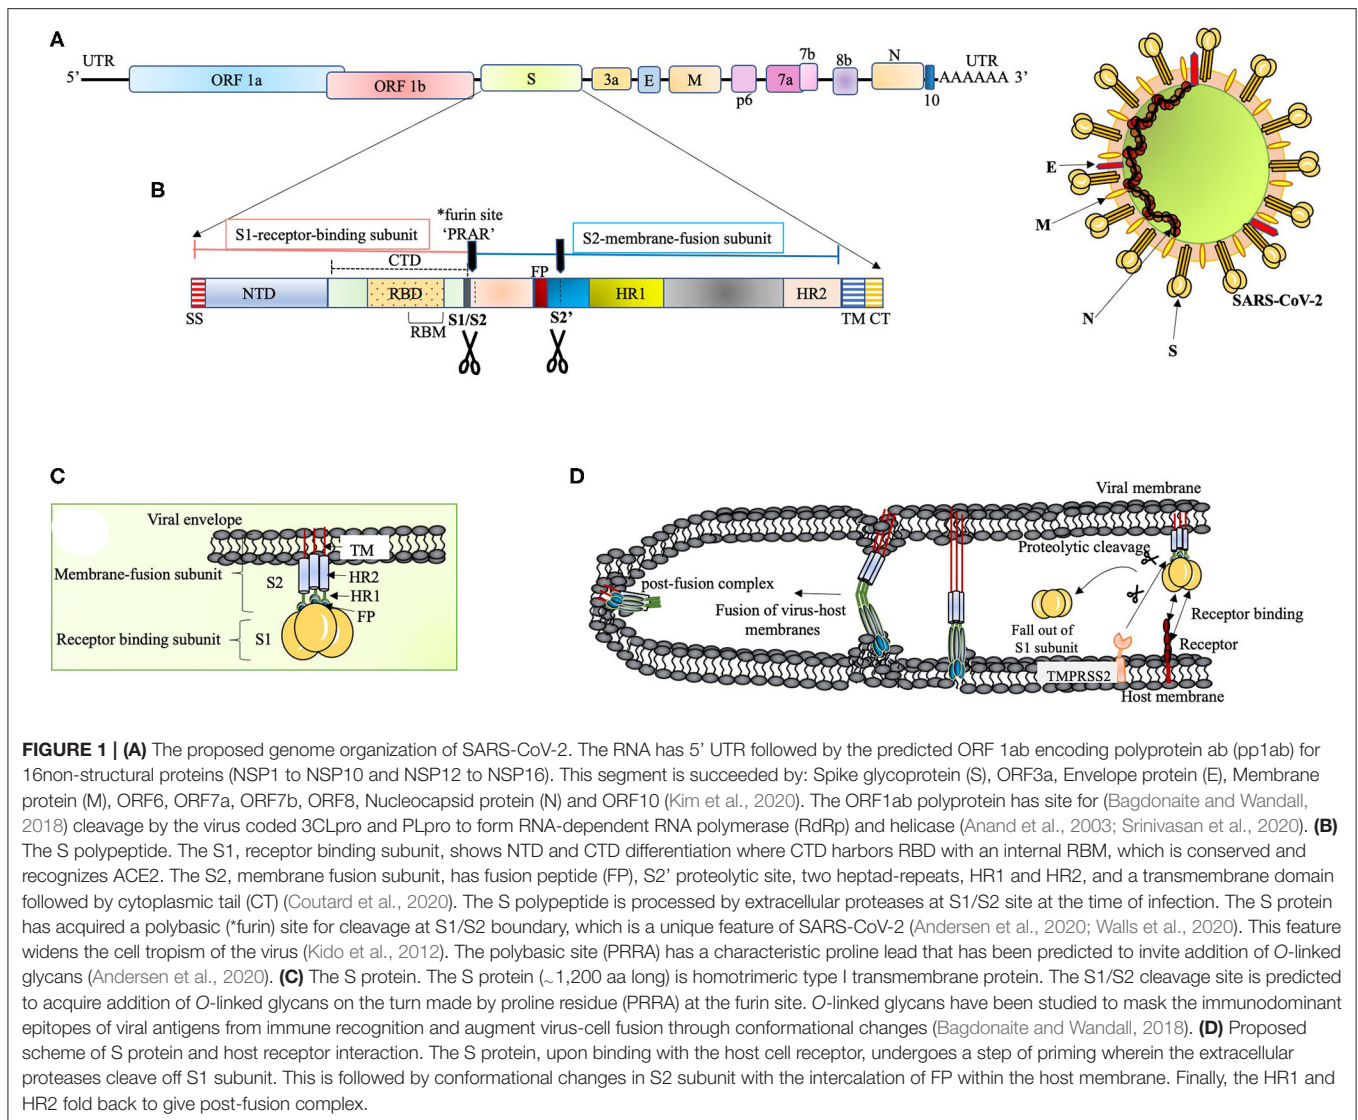 A
UTR
5’
ORF 1a
ORF 1b
S
3a
E
M
p6
7a
7b
8b
N
10
UTR
AAAAAA 3’
E
M
N
S
SARS-CoV-2
B
S1-receptor-binding subunit
*furin site
‘PRAR’
S2-membrane-fusion subunit
CTD
FP
NTD
RBD
HR1
HR2
SS
RBM
S1/S2
S2’
TM CT
C
Viral envelope
TM
Membrane-fusion subunit
S2
HR2
HR1
FP
Receptor binding subunit
S1
D
Viral membrane
Proteolytic cleavage
post-fusion complex
Fusion of virus-host
membranes
Fall out of
S1 subunit
Receptor binding
Receptor
TMPRSS2
Host membrane
FIGURE 1 | (A) The proposed genome organization of SARS-CoV-2. The RNA has 5’ UTR followed by the predicted ORF 1ab encoding polyprotein ab (pp1ab) for
16non-structural proteins (NSP1 to NSP10 and NSP12 to NSP16). This segment is succeeded by: Spike glycoprotein (S), ORF3a, Envelope protein (E), Membrane
protein (M), ORF6, ORF7a, ORF7b, ORF8, Nucleocapsid protein (N) and ORF10 (Kim et al., 2020). The ORF1ab polyprotein has site for (Bagdonaite and Wandall,
2018) cleavage by the virus coded 3CLpro and PLpro to form RNA-dependent RNA polymerase (RdRp) and helicase (Anand et al., 2003; Srinivasan et al., 2020). (B)
The S polypeptide. The S1, receptor binding subunit, shows NTD and CTD differentiation where CTD harbors RBD with an internal RBM, which is conserved and
recognizes ACE2. The S2, membrane fusion subunit, has fusion peptide (FP), S2’ proteolytic site, two heptad-repeats, HR1 and HR2, and a transmembrane domain
followed by cytoplasmic tail (CT) (Coutard et al., 2020). The S polypeptide is processed by extracellular proteases at S1/S2 site at the time of infection. The S protein
has acquired a polybasic (*furin) site for cleavage at S1/S2 boundary, which is a unique feature of SARS-CoV-2 (Andersen et al., 2020; Walls et al., 2020). This feature
widens the cell tropism of the virus (Kido et al., 2012). The polybasic site (PRRA) has a characteristic proline lead that has been predicted to invite addition of O-linked
glycans (Andersen et al., 2020). (C) The S protein. The S protein (~1,200 aa long) is homotrimeric type I transmembrane protein. The S1/S2 cleavage site is predicted
to acquire addition of O-linked glycans on the turn made by proline residue (PRRA) at the furin site. O-linked glycans have been studied to mask the immunodominant
epitopes of viral antigens from immune recognition and augment virus-cell fusion through conformational changes (Bagdonaite and Wandall, 2018). (D) Proposed
scheme of S protein and host receptor interaction. The S protein, upon binding with the host cell receptor, undergoes a step of priming wherein the extracellular
proteases cleave off S1 subunit. This is followed by conformational changes in S2 subunit with the intercalation of FP within the host membrane. Finally, the HR1 and
HR2 fold back to give post-fusion complex.